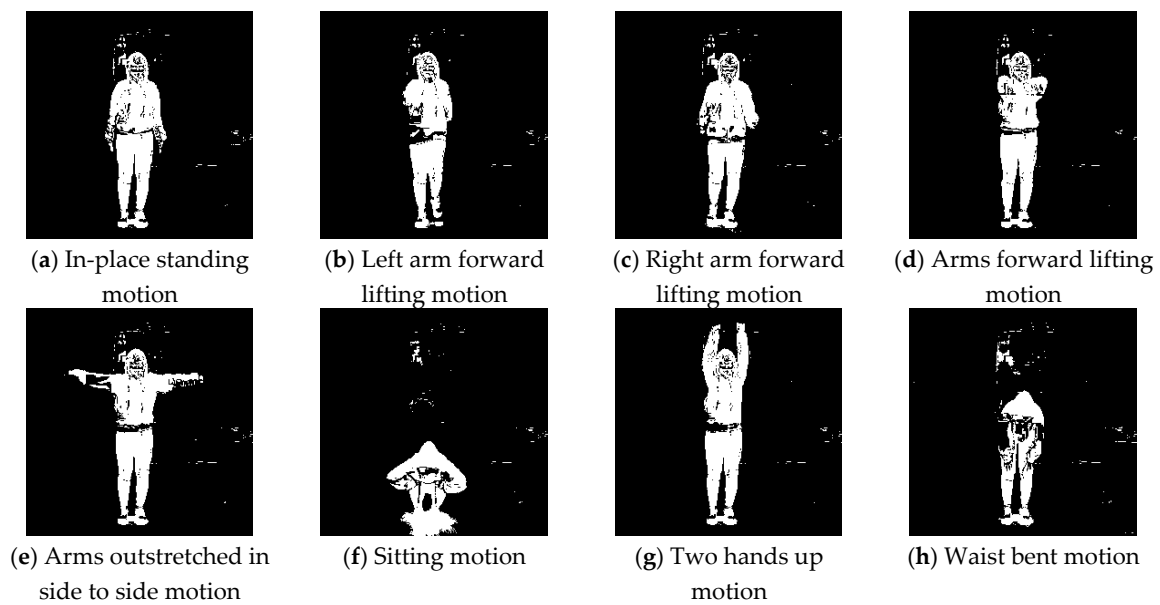 (a) In-place standing
motion
(b) Left arm forward
lifting motion
(c) Right arm forward
lifting motion
(d) Arms forward lifting
motion
(e) Arms outstretched in
side to side motion
(f) Sitting motion
(g) Two hands up
motion
(h) Waist bent motion